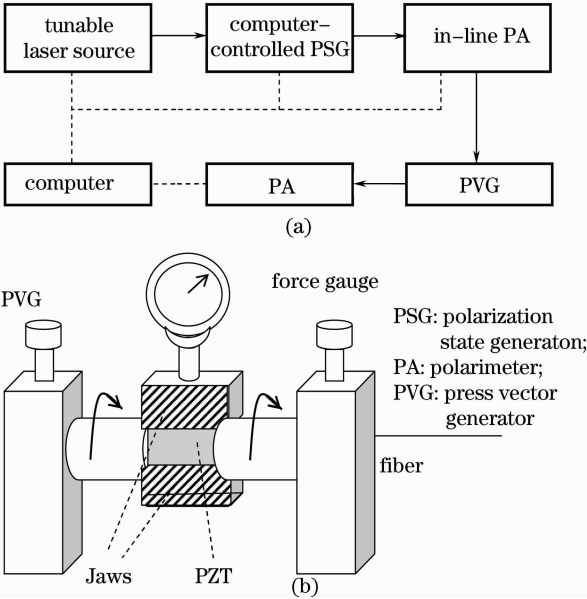 tunable
laser source
computer-
controlled PSG
in-line PA
computer
PA
PVG
(a)
PVG
force gauge
PSG: polarization
state generaton;
PA: polarimeter;
PVG: press vector
generator
fiber
Jaws
PZT
(b)